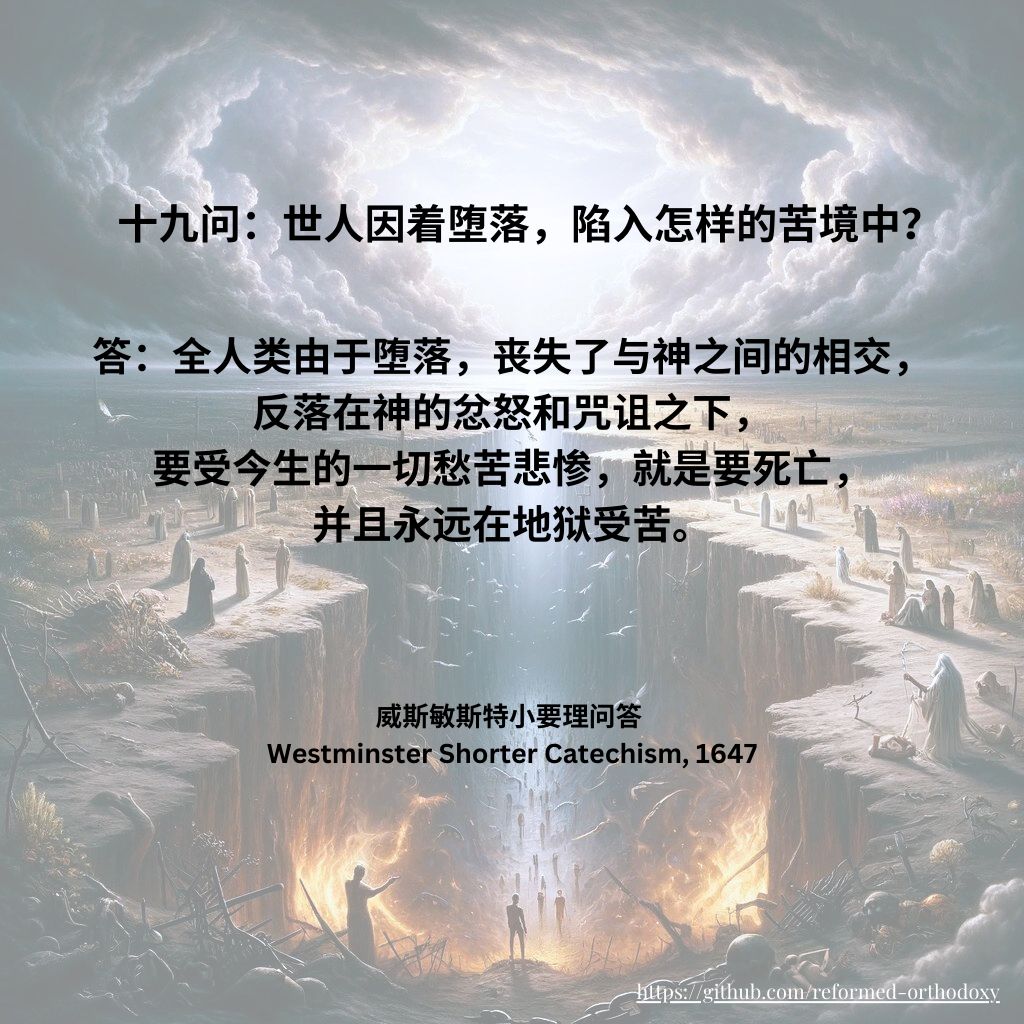 十九问：世人因着堕落，陷入怎样的苦境中？
答：全人类由于堕落，丧失了与神之间的相交，
反落在神的忿怒和咒诅之下，
要受今生的一切愁苦悲惨，就是要死亡，
并且永远在地狱受苦。
威斯敏斯特小要理问答
Westminster Shorter Catechism, 1647
https://github.com/reformed-orthodoxy